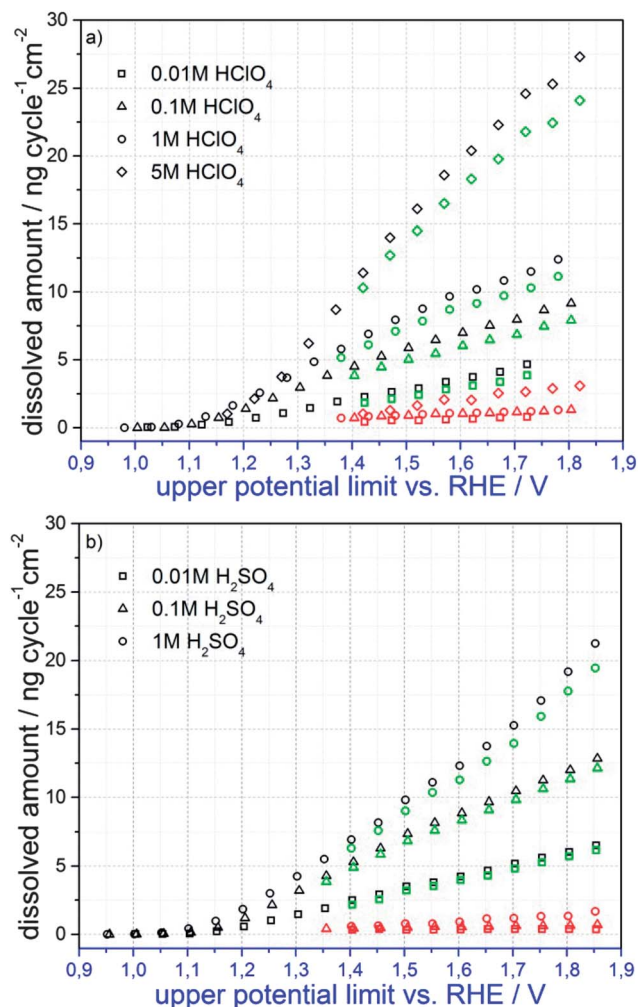 a)
0.01M HClO₄
0.1M HClO₄
1M HClO₄
5M HClO₄
30
25
20
15
10
5
0
dissolved amount / ng cycle⁻¹cm⁻²
0,9 1,0 1,1 1,2 1,3 1,4 1,5 1,6 1,7 1,8 1,9
upper potential limit vs. RHE / V
b)
0.01M H₂SO₄
0.1M H₂SO₄
1M H₂SO₄
30
25
20
15
10
5
0
dissolved amount / ng cycle⁻¹cm⁻²
0,9 1,0 1,1 1,2 1,3 1,4 1,5 1,6 1,7 1,8 1,9
upper potential limit vs. RHE / V